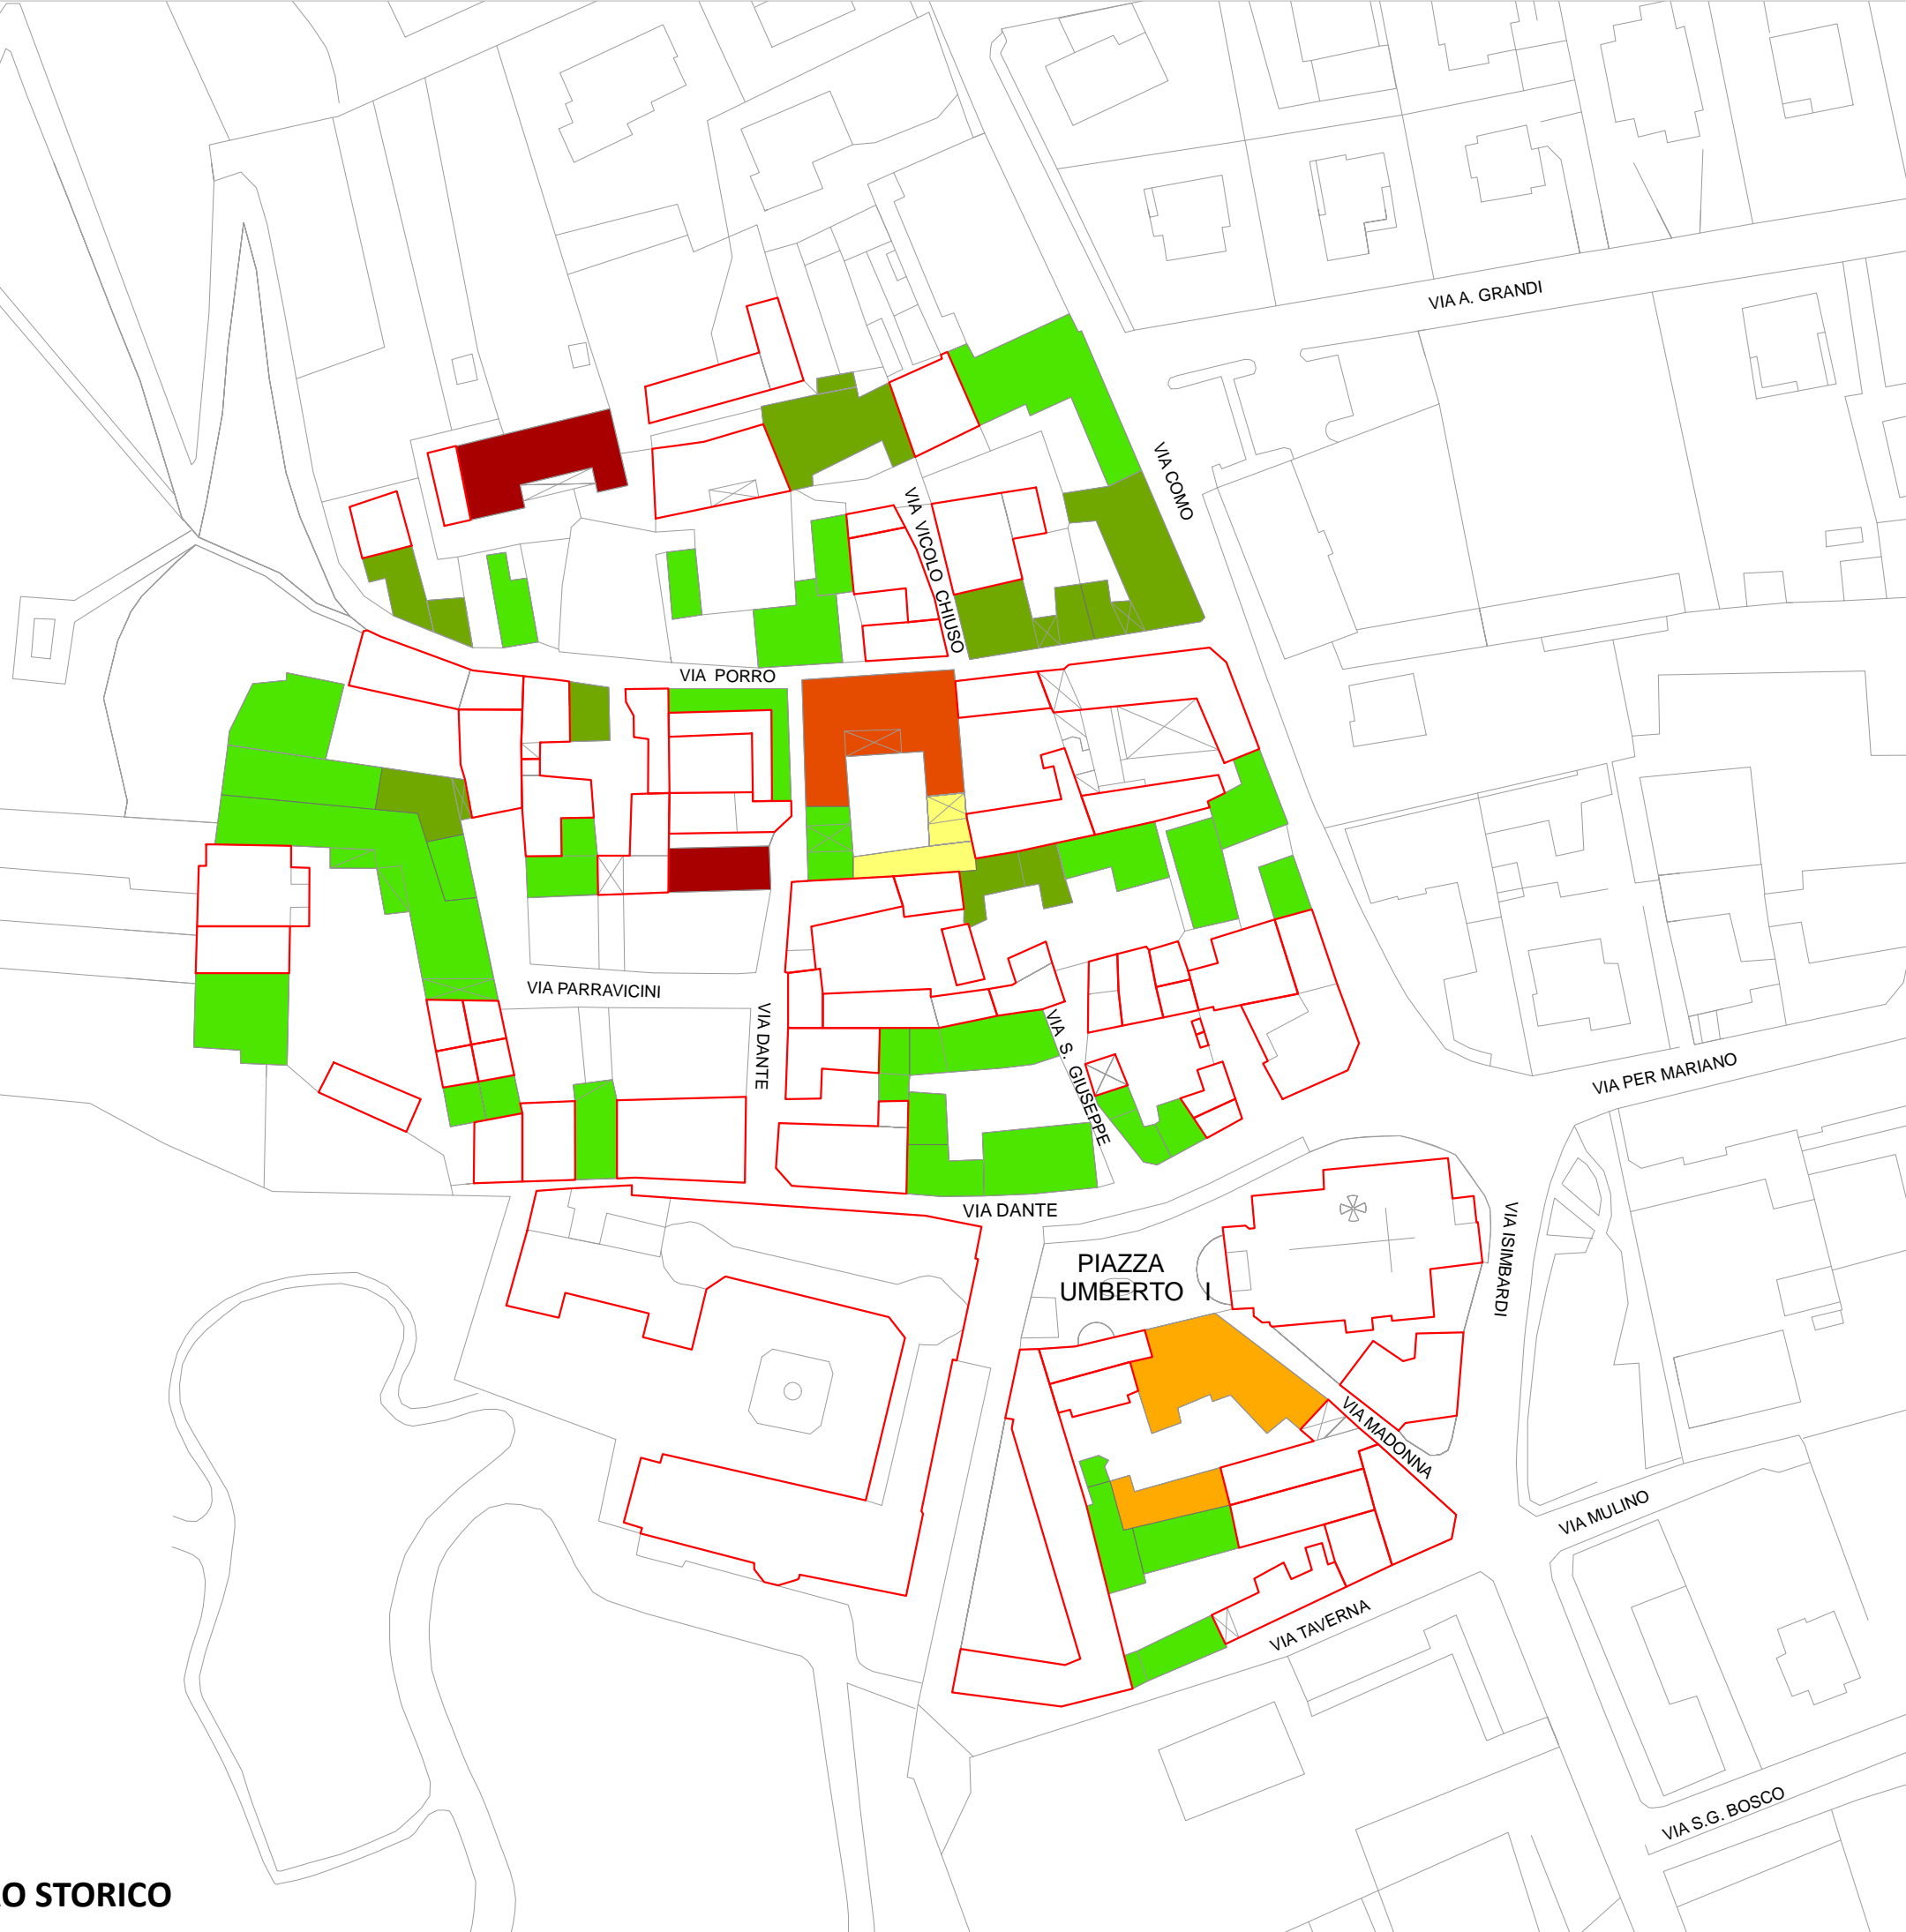 VIA A. GRANDI
VIA COMO
VIA VICOLO CHIUSO
VIA PORRO
VIA PARRAVICINI
VIA DANTE
VIA S. GIUSEPPE
VIA PER MARIANO
VIA DANTE
VIA ISIMBARDI
PIAZZA
UMBERTO I
VIA MADONNA
VIA MULINO
VIA TAVERNA
VIA S.G. BOSCO
O STORICO